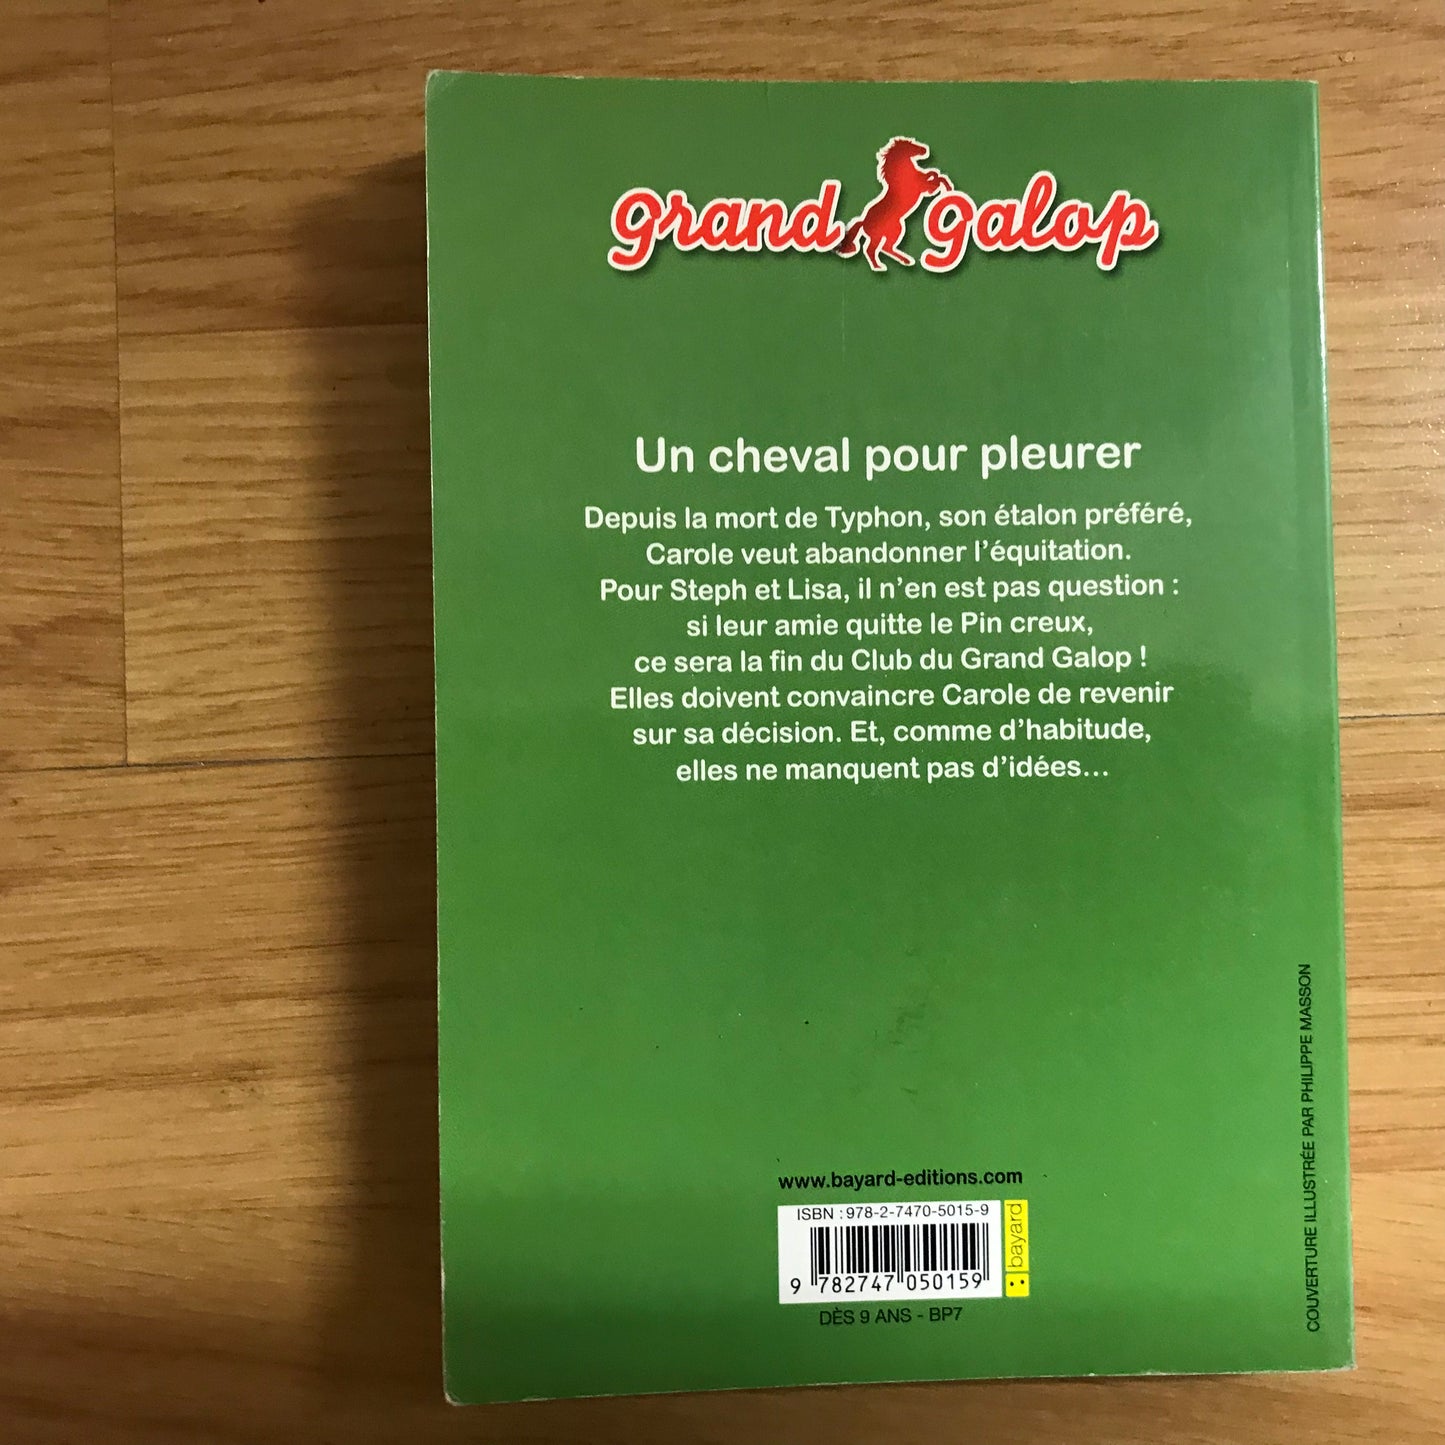 grand galop
Un cheval pour pleurer
Depuis la mort de Typhon, son étalon préféré,
Carole veut abandonner l'équitation.
Pour Steph et Lisa, il n'en est pas question :
si leur amie quitte le Pin creux,
ce sera la fin du Club du Grand Galop !
Elles doivent convaincre Carole de revenir
sur sa décision. Et, comme d'habitude,
elles ne manquent pas d'idées...
www.bayard-editions.com
ISBN : 978-2-7470-5015-9
9 782747 050159
bayard
DÈS 9 ANS - BP7
COUVERTURE ILLUSTRÉE PAR PHILIPPE MASSON